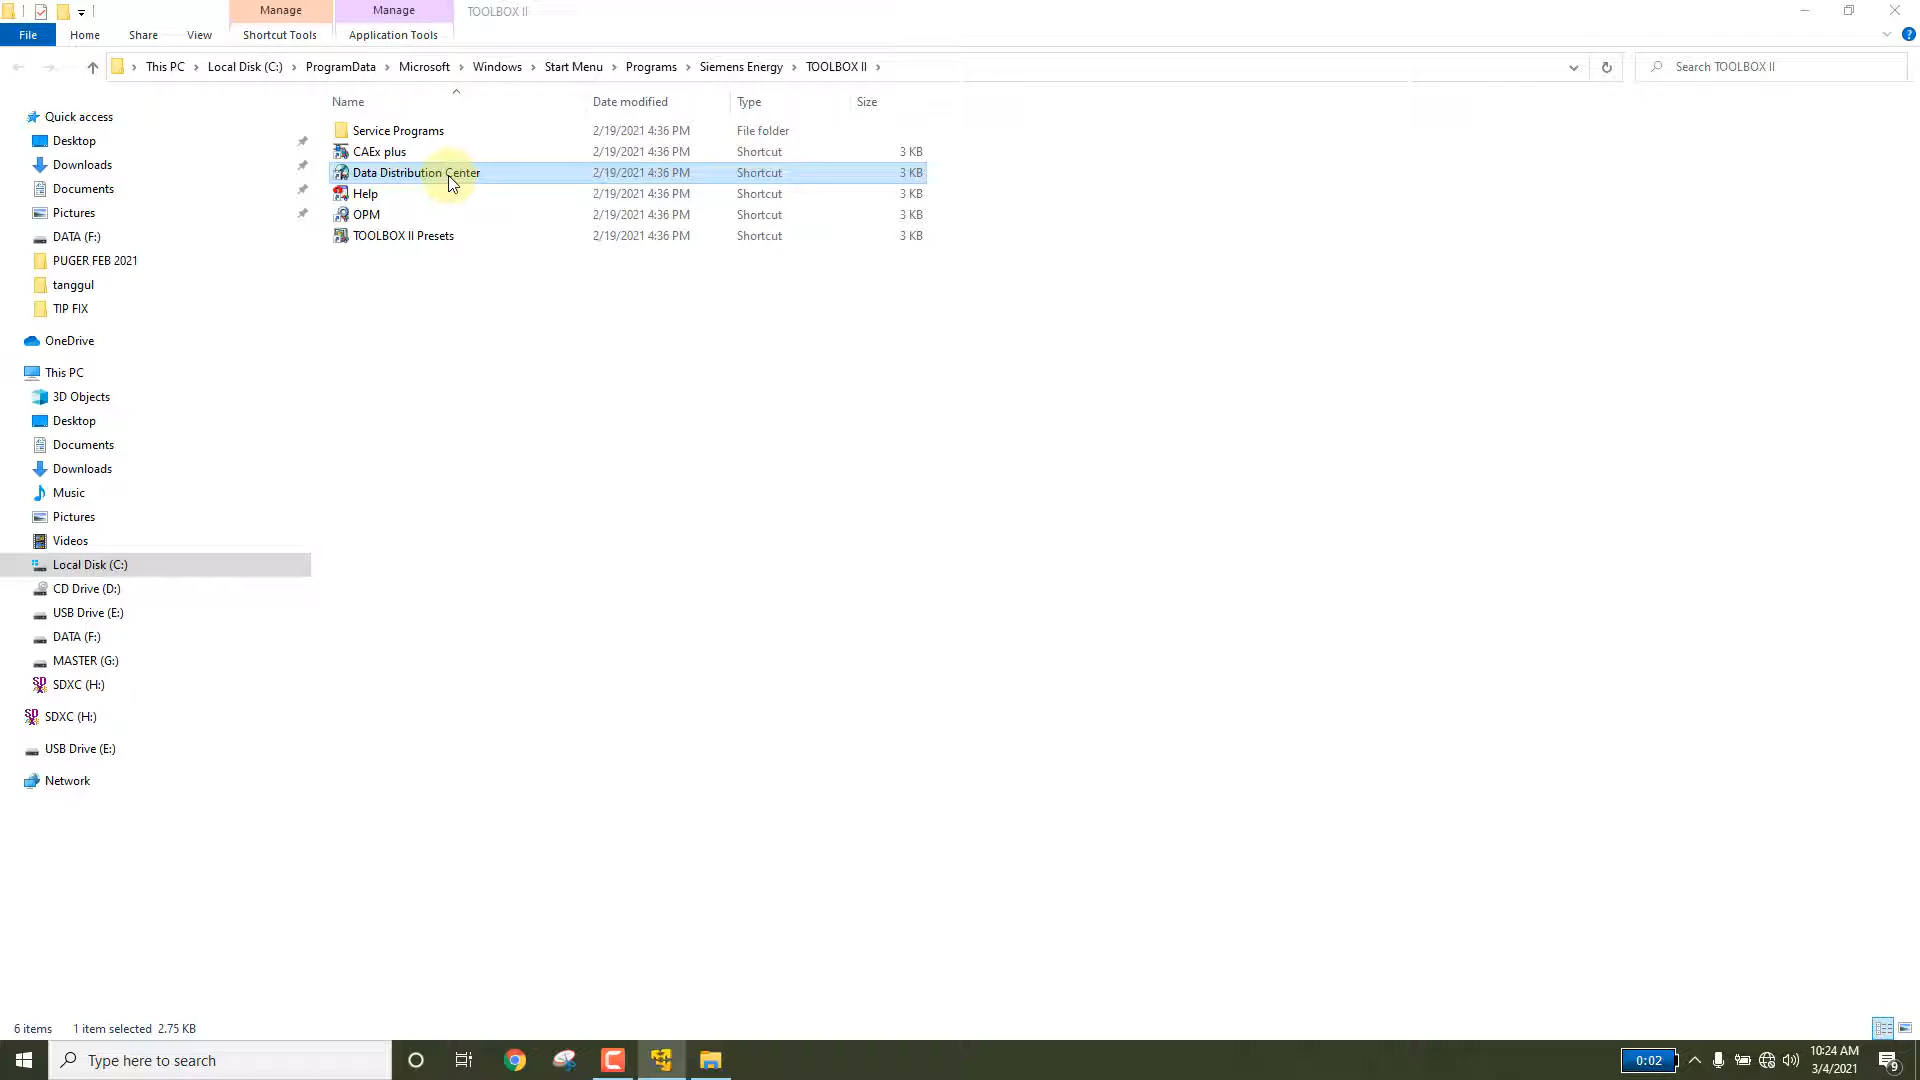 Manage Manage TOOLBOX II
File Home Share View Shortcut Tools Application Tools
This PC Local Disk (C:) ProgramData Microsoft Windows Start Menu Programs Siemens Energy TOOLBOX II Search TOOLBOX II
Name Date modified Type Size
Quick access
Desktop
Downloads
Documents
Pictures
DATA (F:)
PUGER FEB 2021
tanggul
TIP FIX
OneDrive
This PC
3D Objects
Desktop
Documents
Downloads
Music
Pictures
Videos
Local Disk (C:)
CD Drive (D:)
USB Drive (E:)
DATA (F:)
MASTER (G:)
SDXC (H:)
SDXC (H:)
USB Drive (E:)
Network
Service Programs 2/19/2021 4:36 PM File folder
CAEx plus 2/19/2021 4:36 PM Shortcut 3 KB
Data Distribution Center 2/19/2021 4:36 PM Shortcut 3 KB
Help 2/19/2021 4:36 PM Shortcut 3 KB
OPM 2/19/2021 4:36 PM Shortcut 3 KB
TOOLBOX II Presets 2/19/2021 4:36 PM Shortcut 3 KB
6 items 1 item selected 2.75 KB
Type here to search
0:02
10:24 AM
3/4/2021
9